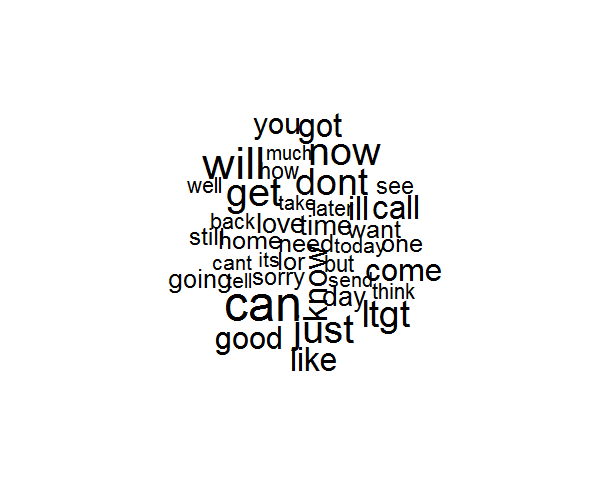 you got
much now
will how
well get dont see
take later ill call
back love time want
still home need today one
cant its lor but come
going tell sorry know send think
can day ltgt
good just
like